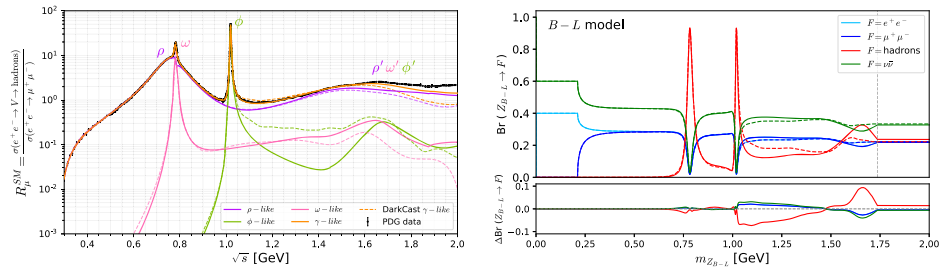 R_μ^{SM} = σ(e⁺e⁻→V→hadrons) / σ(e⁺e⁻→μ⁺μ⁻)
10²
10¹
10⁰
10⁻¹
10⁻²
10⁻³
ρ ω
ϕ
ρ′ ω′ ϕ′
ρ−like
ω−like
DarkCast γ−like
ϕ−like
γ−like
PDG data
0.4 0.6 0.8 1.0 1.2 1.4 1.6 1.8 2.0
√s [GeV]
B−L model
F=e⁺e⁻
F=μ⁺μ⁻
F=hadrons
F=νν̄
Br (Z_{B−L} → F)
1.0
0.8
0.6
0.4
0.2
0.0
ΔBr (Z_{B−L} → F)
0.1
0.0
−0.1
0.00 0.25 0.50 0.75 1.00 1.25 1.50 1.75 2.00
m_{Z_{B−L}} [GeV]